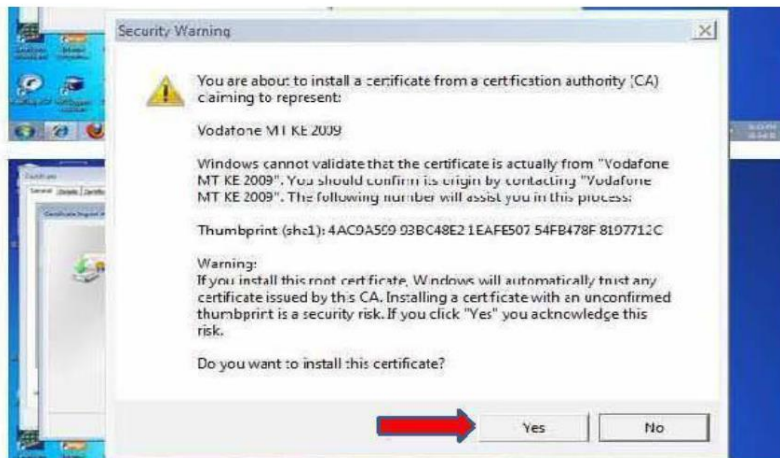 Security Warning
You are about to install a certificate from a certification authority (CA)
claiming to represent:
Vodafone MT KE 2009
Windows cannot validate that the certificate is actually from "Vodafone
MT KE 2009". You should confirm its origin by contacting "Vodafone
MT KE 2009". The following number will assist you in this process:
Thumbprint (sha1): 4AC9A599 93BC48E2 1EAFE507 54FB478F 8197712C
Warning:
If you install this root certificate, Windows will automatically trust any
certificate issued by this CA. Installing a certificate with an unconfirmed
thumbprint is a security risk. If you click "Yes" you acknowledge this
risk.
Do you want to install this certificate?
Yes
No
Certificate
General Details